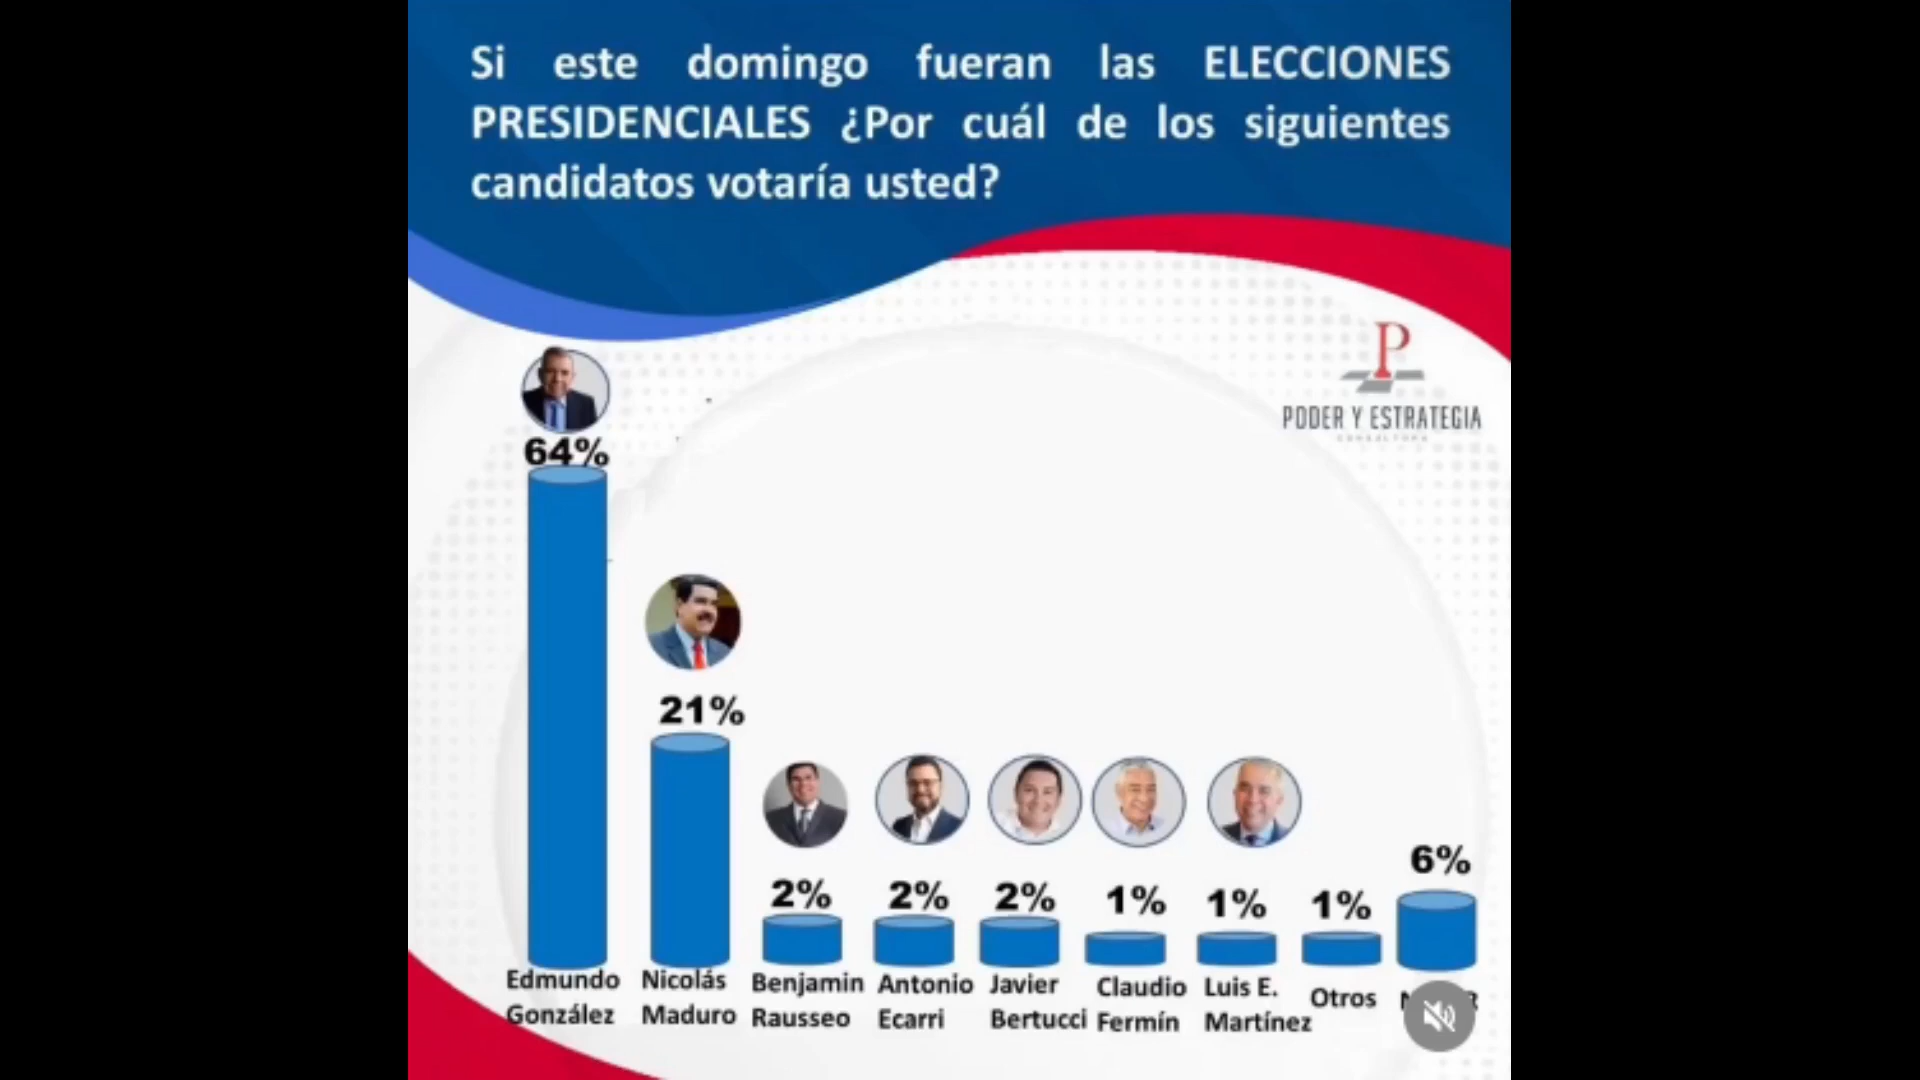 Si este domingo fueran las ELECCIONES
PRESIDENCIALES ¿Por cuál de los siguientes
candidatos votaría usted?
P
PODER Y ESTRATEGIA
CONSULTORA
64%
21%
2%
2%
2%
1%
1%
1%
6%
Edmundo
González
Nicolás
Maduro
Benjamin
Rausseo
Antonio
Ecarri
Javier
Bertucci
Claudio
Fermín
Luis E.
Martínez
Otros